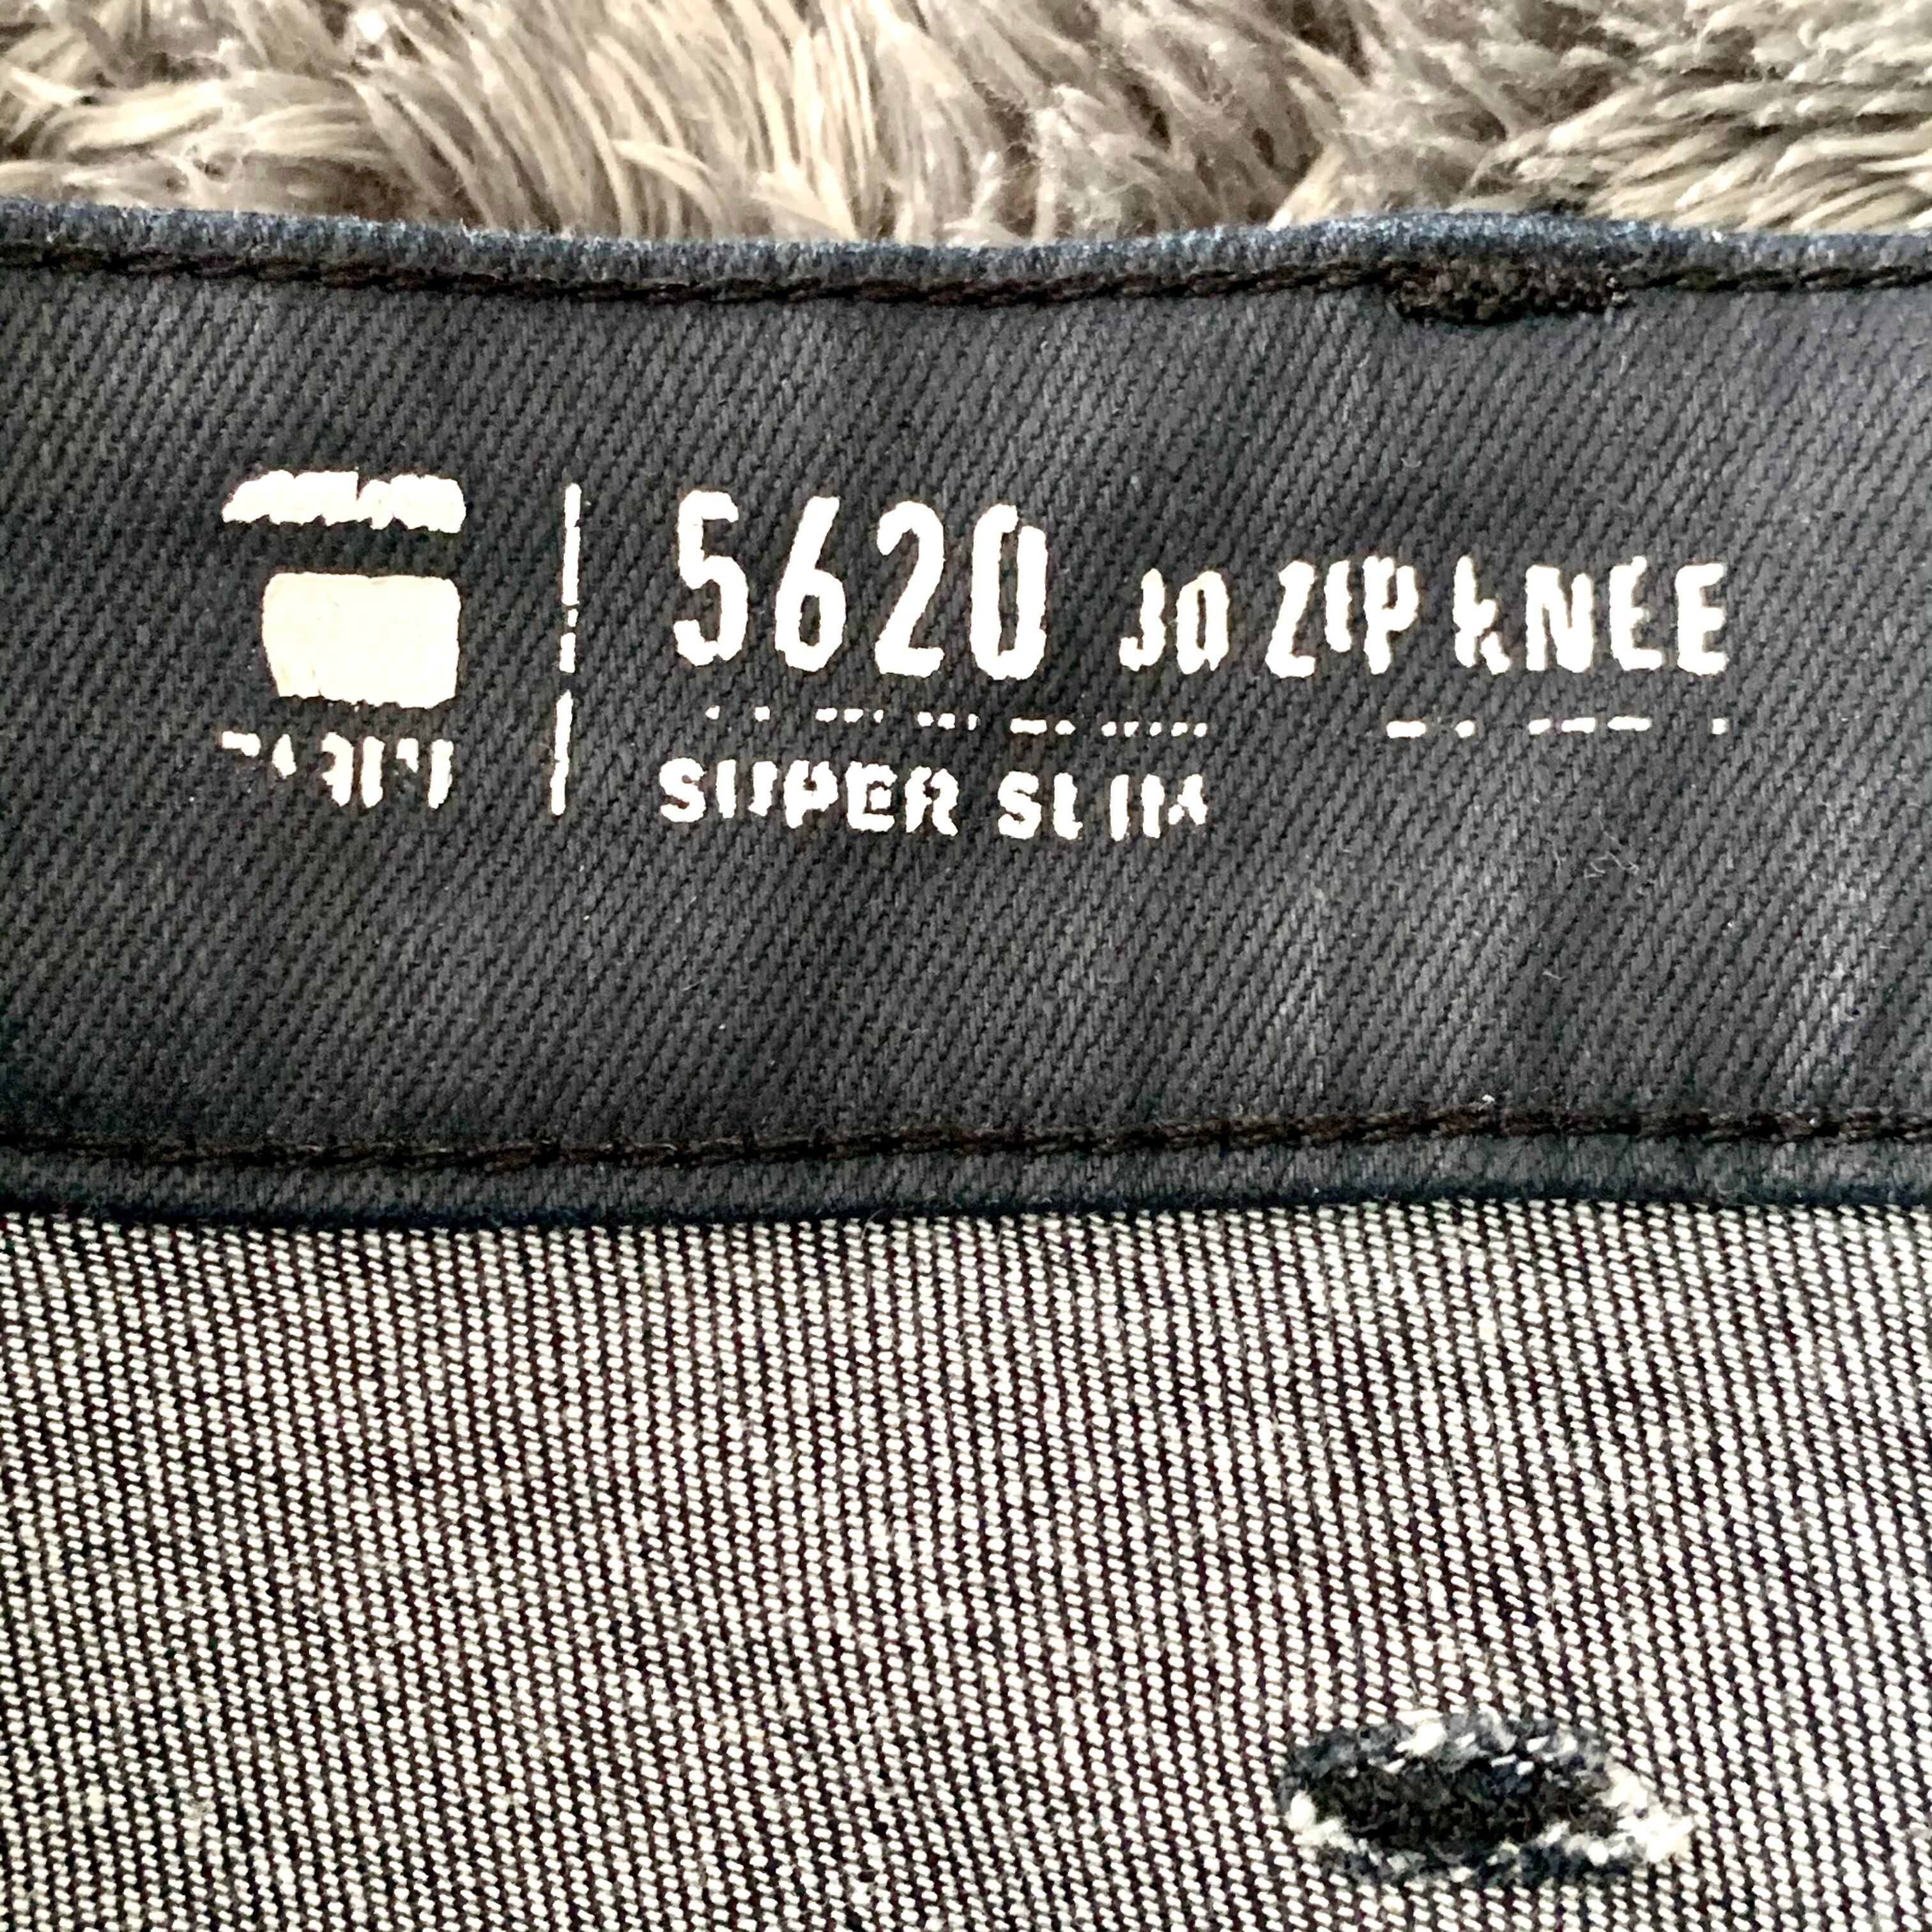 5620 3D ZIP KNEE
SUPER SLIM